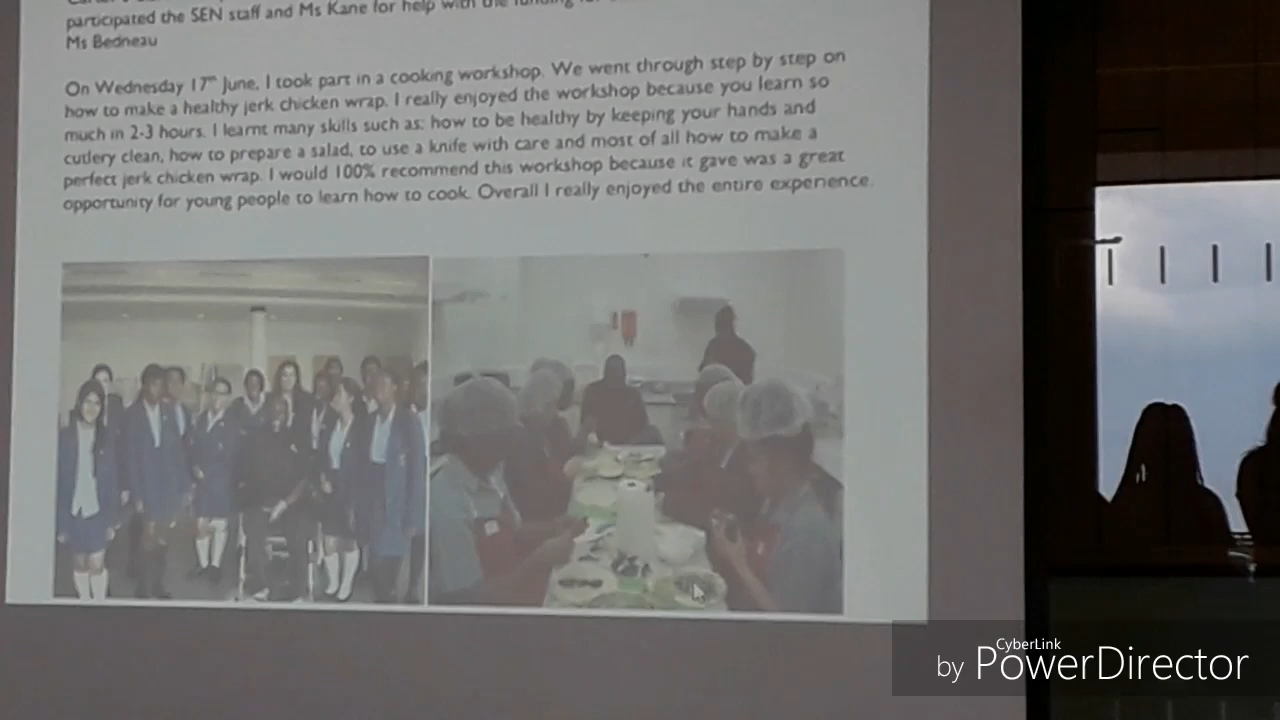 participated the SEN staff and Ms Kane for help with the funding for
Ms Bedneau
On Wednesday 17th June, I took part in a cooking workshop. We went through step by step on
how to make a healthy jerk chicken wrap. I really enjoyed the workshop because you learn so
much in 2-3 hours. I learnt many skills such as: how to be healthy by keeping your hands and
cutlery clean, how to prepare a salad, to use a knife with care and most of all how to make a
perfect jerk chicken wrap. I would 100% recommend this workshop because it gave was a great
opportunity for young people to learn how to cook. Overall I really enjoyed the entire experience.
CyberLink
by PowerDirector